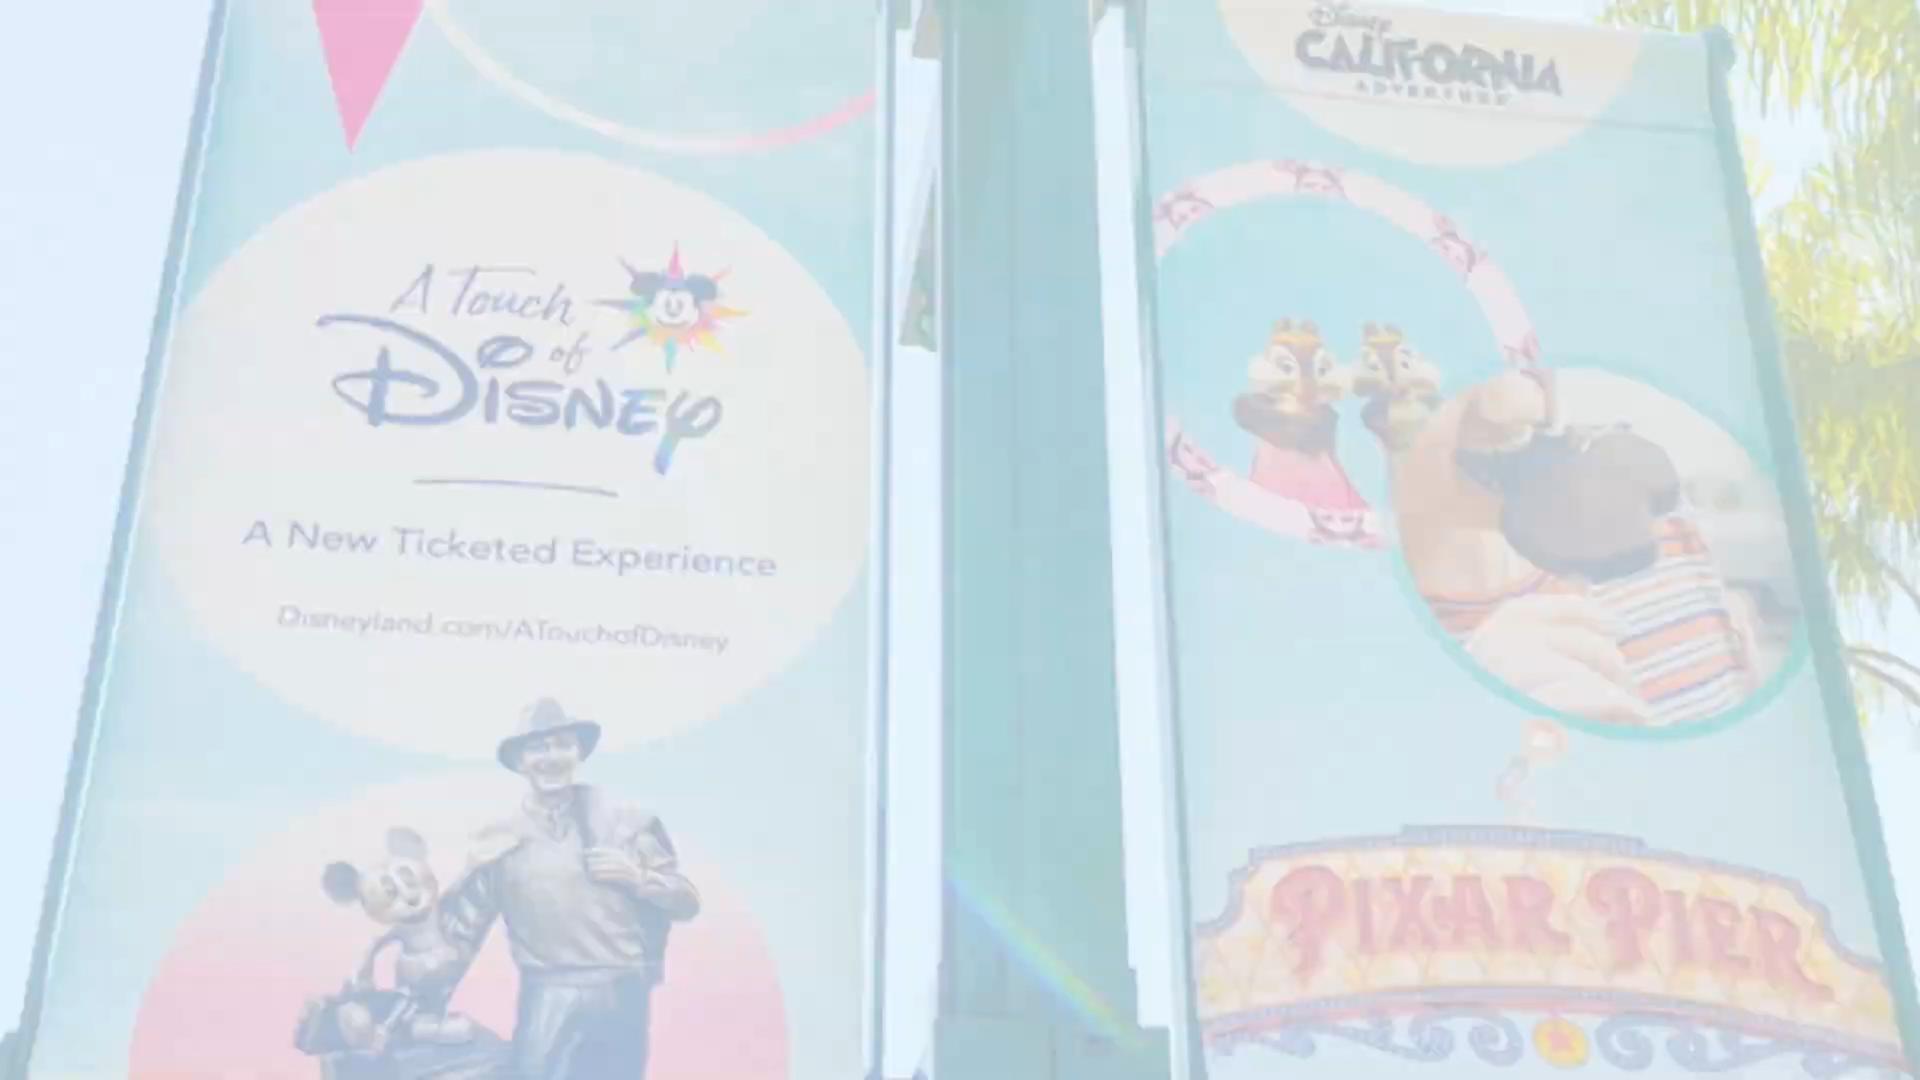 A Touch
of
DISNEY
A New Ticketed Experience
Disneyland.com/ATouchofDisney
Disney
CALIFORNIA
ADVENTURE
PIXAR PIER